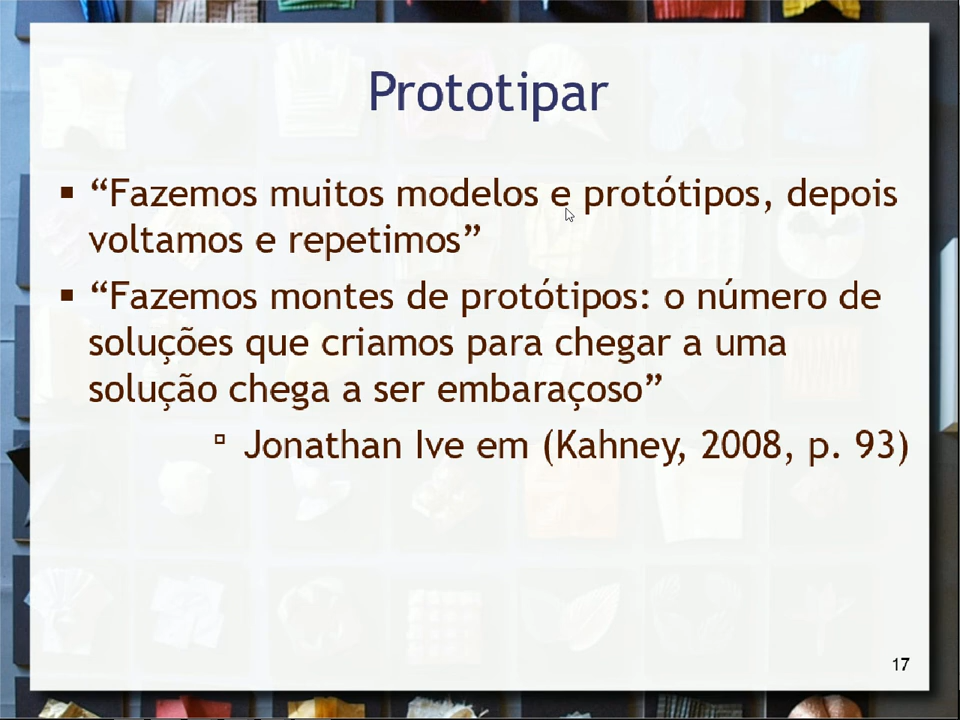 Prototipar
▪ “Fazemos muitos modelos e protótipos, depois
voltamos e repetimos”
▪ “Fazemos montes de protótipos: o número de
soluções que criamos para chegar a uma
solução chega a ser embaraçoso”
▫ Jonathan Ive em (Kahney, 2008, p. 93)
17